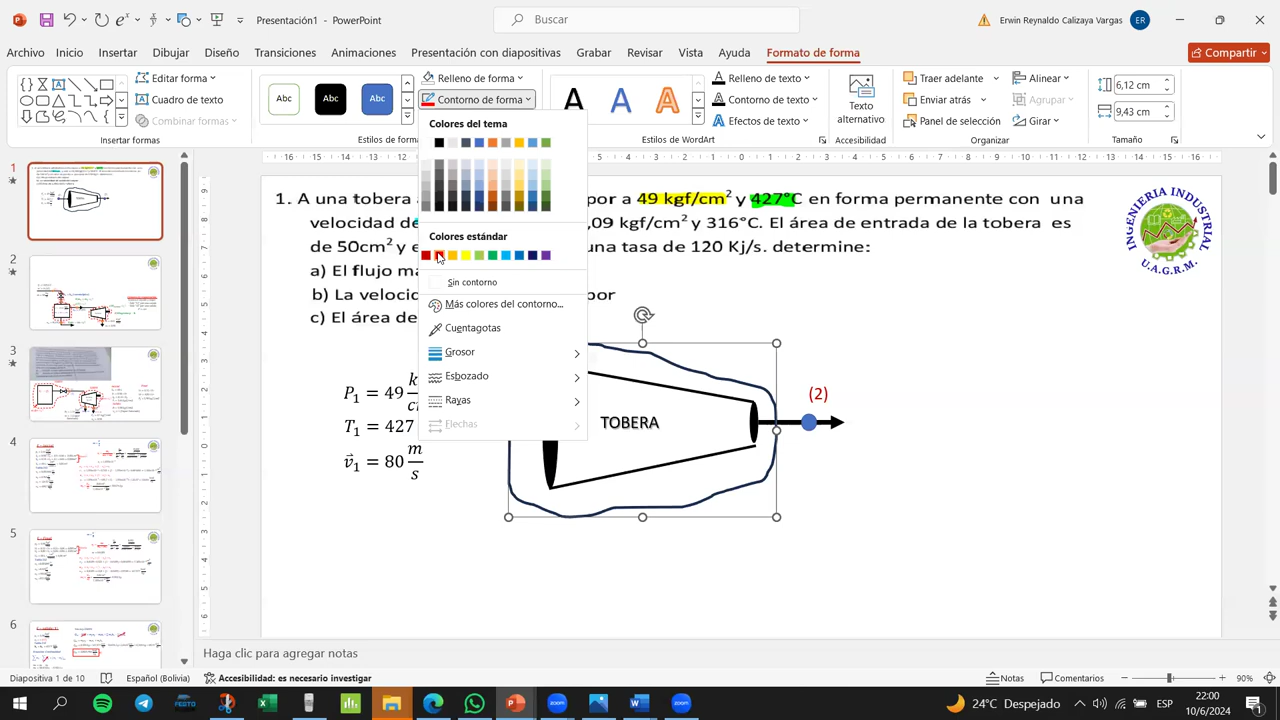 Presentación1 - PowerPoint
Buscar
Erwin Reynaldo Calizaya Vargas
ER
Archivo Inicio Insertar Dibujar Diseño Transiciones Animaciones Presentación con diapositivas Grabar Revisar Vista Ayuda Formato de forma
Compartir
Editar forma
Cuadro de texto
Combinar formas
Insertar formas
Abc Abc Abc
Relleno de forma
Contorno de forma
Estilos de
A A A
Relleno de texto
Contorno de texto
Efectos de texto
Estilos de WordArt
Texto alternativo
Accesibilidad
Traer adelante
Enviar atrás
Panel de selección
Alinear
Agrupar
Girar
Organizar
6,12 cm
9,43 cm
Tamaño
Colores del tema
Colores estándar
Sin contorno
Más colores del contorno...
Cuentagotas
Grosor
Esbozado
Rayas
Flechas
1
2
3
4
5
6
1. A una tobera por a 49 kgf/cm² y 427°C en forma permanente con una
velocidad de ,09 kgf/cm² y 316°C. El área de entrada de la tobera es
de 50cm² y una tasa de 120 Kj/s. determine:
a) El flujo
b) La por
c) El área de
P₁ = 49
T₁ = 427
v⃗₁ = 80 m/s
TOBERA
(2)
INGENIERIA INDUSTRIAL
U.A.G.R.M.
Haga clic para agregar notas
Diapositiva 1 de 10 Español (Bolivia) Accesibilidad: es necesario investigar
Notas Comentarios 90%
24°C Despejado
ESP
22:00
10/6/2024